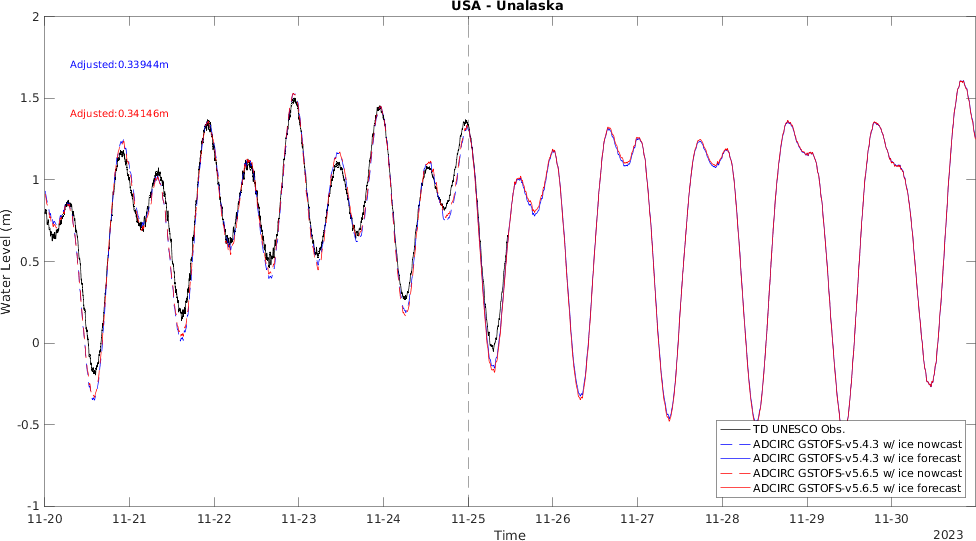 USA - Unalaska
2
1.5
1
0.5
0
-0.5
-1
Water Level (m)
Adjusted:0.33944m
Adjusted:0.34146m
TD UNESCO Obs.
ADCIRC GSTOFS-v5.4.3 w/ ice nowcast
ADCIRC GSTOFS-v5.4.3 w/ ice forecast
ADCIRC GSTOFS-v5.6.5 w/ ice nowcast
ADCIRC GSTOFS-v5.6.5 w/ ice forecast
11-20 11-21 11-22 11-23 11-24 11-25 11-26 11-27 11-28 11-29 11-30
Time
2023